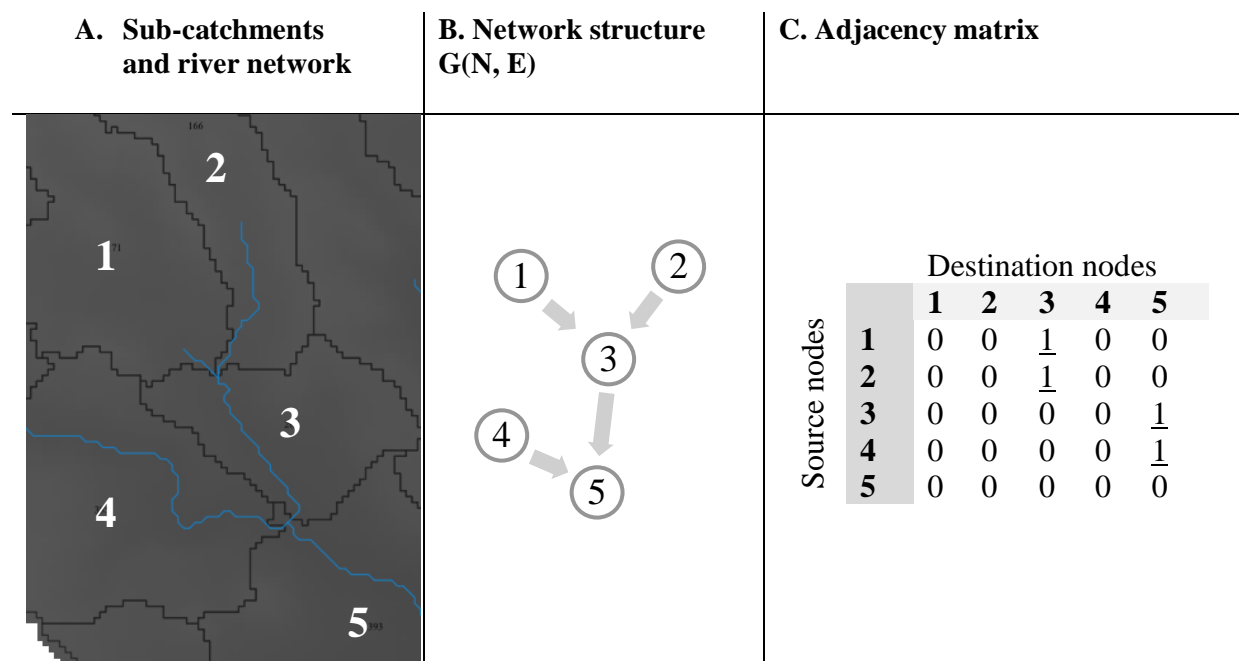 A. Sub-catchments
and river network
B. Network structure
G(N, E)
C. Adjacency matrix
166
2
1
71
3
4
5
393
1
2
3
4
5
Destination nodes
1 2 3 4 5
Source nodes
1 0 0 1 0 0
2 0 0 1 0 0
3 0 0 0 0 1
4 0 0 0 0 1
5 0 0 0 0 0